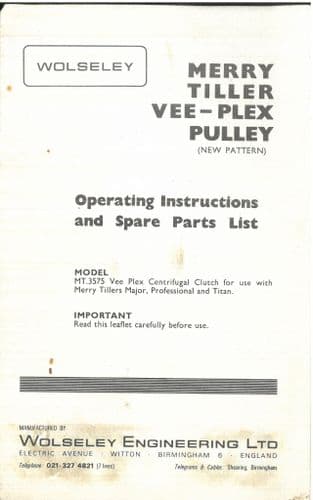 WOLSELEY
MERRY
TILLER
VEE-PLEX
PULLEY
(NEW PATTERN)
Operating Instructions
and Spare Parts List
MODEL
MT.3575 Vee Plex Centrifugal Clutch for use with
Merry Tillers Major, Professional and Titan.
IMPORTANT
Read this leaflet carefully before use.
MANUFACTURED BY
WOLSELEY ENGINEERING LTD
ELECTRIC AVENUE · WITTON · BIRMINGHAM 6 · ENGLAND
Telephone: 021-327 4821 (7 lines) Telegrams & Cables: Shearing, Birmingham